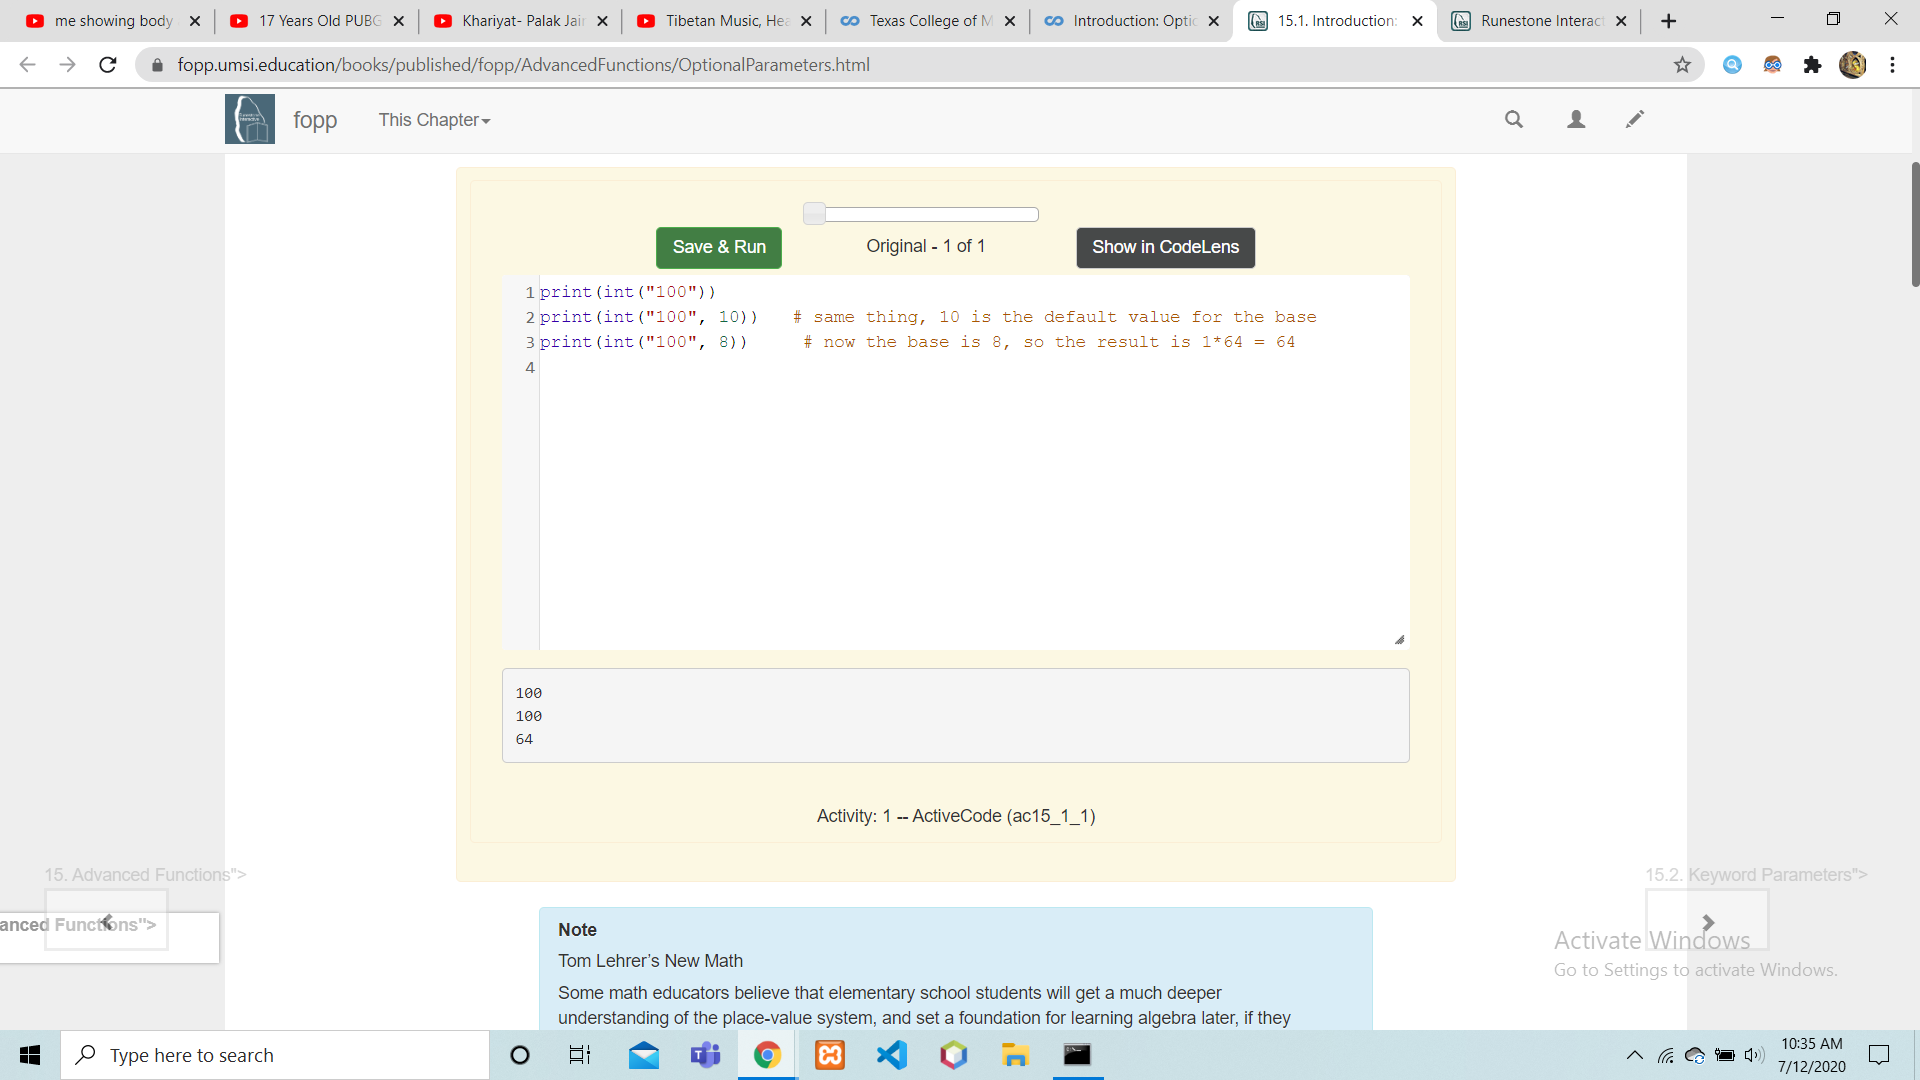 me showing body
17 Years Old PUBG
Khariyat- Palak Jain
Tibetan Music, Hea
Texas College of M
Introduction: Optic
15.1. Introduction:
Runestone Interact
fopp.umsi.education/books/published/fopp/AdvancedFunctions/OptionalParameters.html
fopp
This Chapter
Save & Run
Original - 1 of 1
Show in CodeLens
1 print(int("100"))
2 print(int("100", 10)) # same thing, 10 is the default value for the base
3 print(int("100", 8)) # now the base is 8, so the result is 1*64 = 64
4
100
100
64
Activity: 1 -- ActiveCode (ac15_1_1)
15. Advanced Functions">
15.2. Keyword Parameters">
anced Functions">
Note
Tom Lehrer’s New Math
Some math educators believe that elementary school students will get a much deeper
understanding of the place-value system, and set a foundation for learning algebra later, if they
Activate Windows
Go to Settings to activate Windows.
Type here to search
10:35 AM
7/12/2020